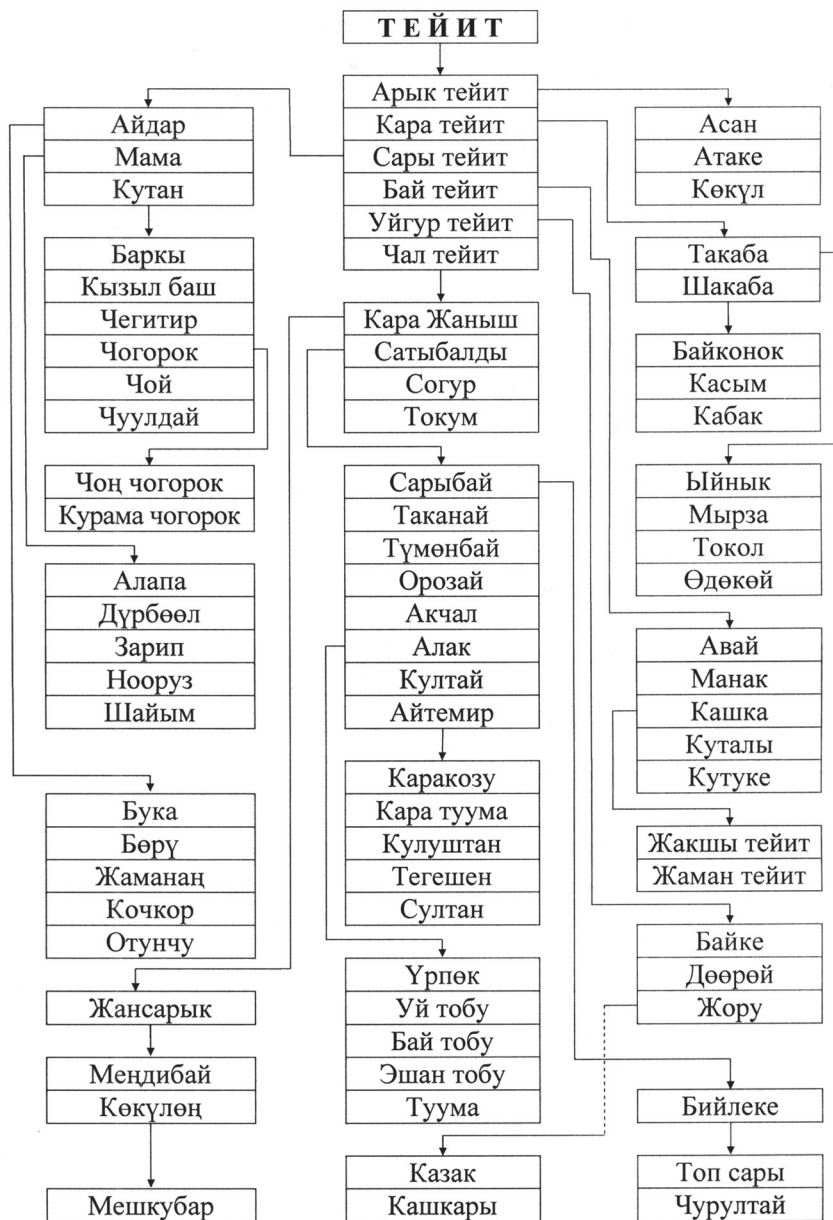 ТЕЙИТ
Арык тейит
Кара тейит
Сары тейит
Бай тейит
Уйгур тейит
Чал тейит
Айдар
Мама
Кутан
Асан
Атаке
Көкүл
Баркы
Кызыл баш
Чегитир
Чогорок
Чой
Чуулдай
Такаба
Шакаба
Кара Жаныш
Сатыбалды
Согур
Токум
Байконок
Касым
Кабак
Чоң чогорок
Курама чогорок
Сарыбай
Таканай
Түмөнбай
Орозай
Акчал
Алак
Култай
Айтемир
Ыйнык
Мырза
Токол
Өдөкөй
Алапа
Дүрбөөл
Зарип
Нооруз
Шайым
Авай
Манак
Кашка
Куталы
Кутуке
Бука
Бөрү
Жаманаң
Кочкор
Отунчу
Каракозу
Кара туума
Кулуштан
Тегешен
Султан
Жакшы тейит
Жаман тейит
Байке
Дөөрөй
Жору
Жансарык
Үрпөк
Уй тобу
Бай тобу
Эшан тобу
Туума
Меңдибай
Көкүлөң
Бийлеке
Мешкубар
Казак
Кашкары
Топ сары
Чурултай